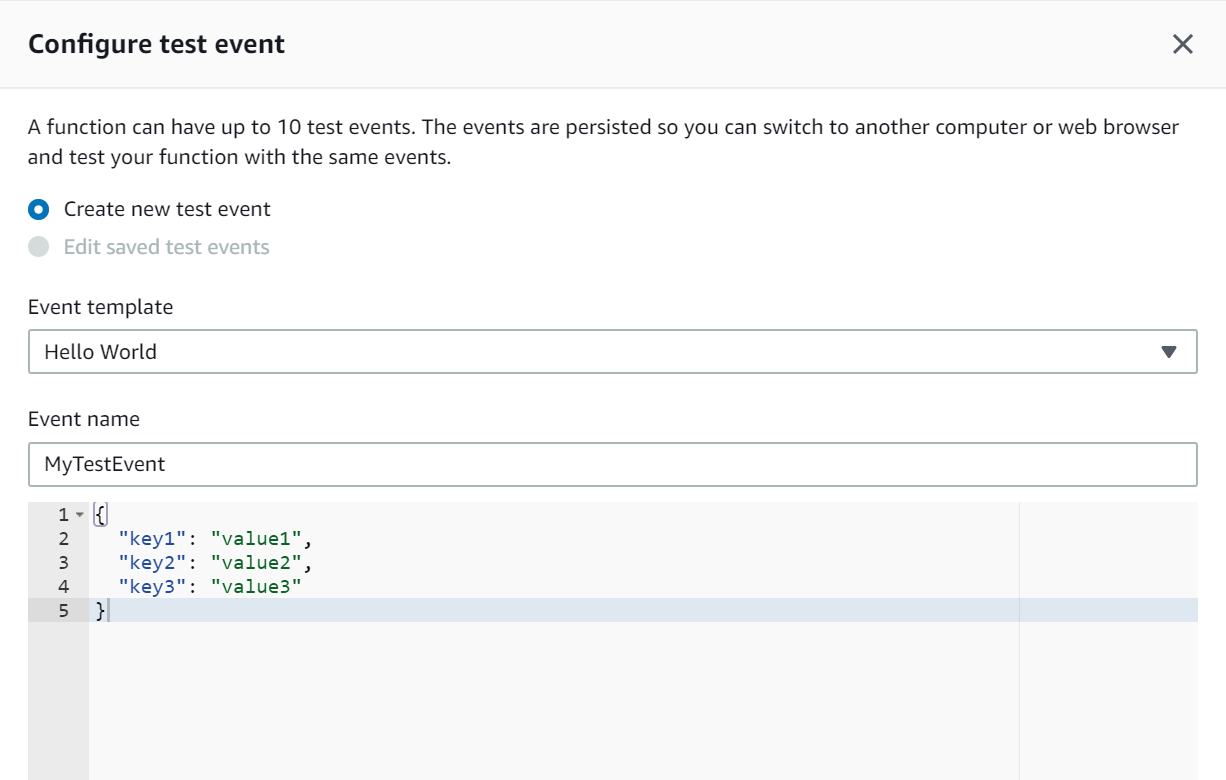 Configure test event
A function can have up to 10 test events. The events are persisted so you can switch to another computer or web browser
and test your function with the same events.
Create new test event
Edit saved test events
Event template
Hello World
Event name
MyTestEvent
1 {
2 "key1": "value1",
3 "key2": "value2",
4 "key3": "value3"
5 }